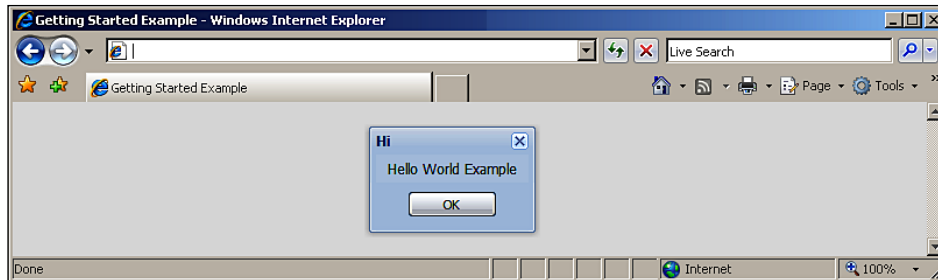 Getting Started Example - Windows Internet Explorer
Live Search
Getting Started Example
Page
Tools
Hi
Hello World Example
OK
Done
Internet
100%